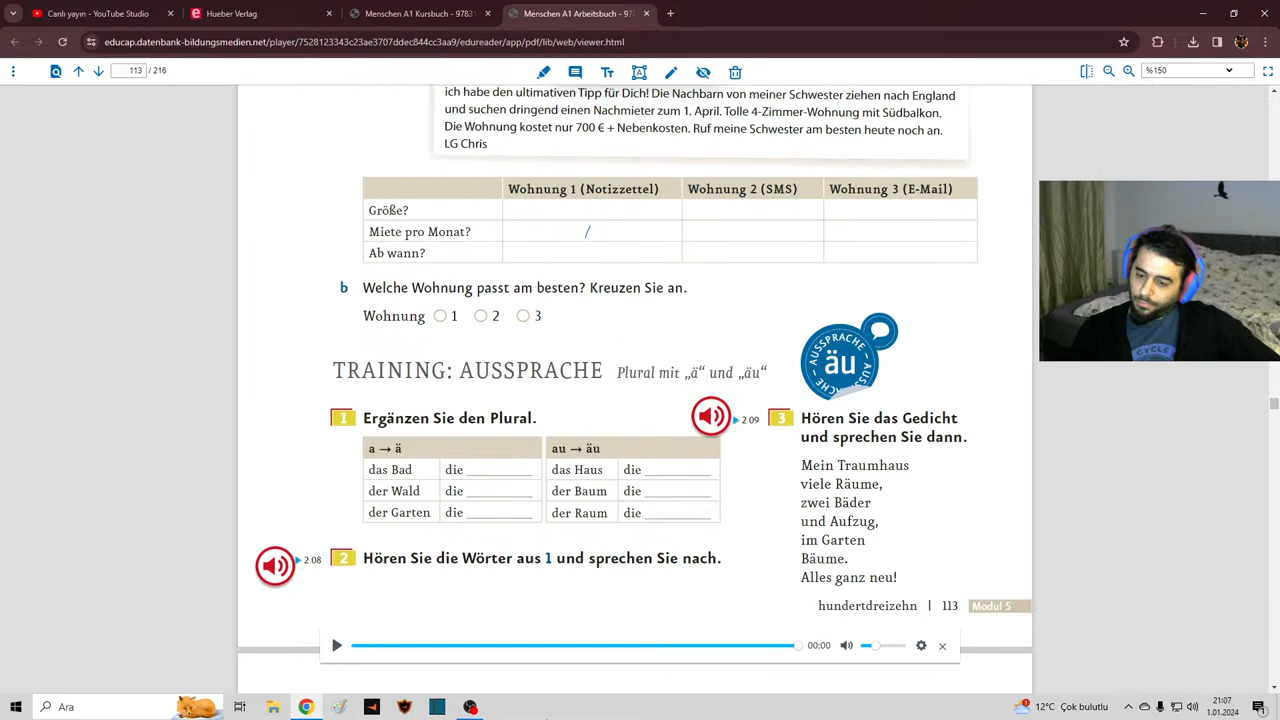 Canlı yayın - YouTube Studio
Hueber Verlag
Menschen A1 Kursbuch - 9783
Menschen A1 Arbeitsbuch - 978
educap.datenbank-bildungsmedien.net/player/7528123343c23ae3707ddec844cc3aa9/edureader/app/pdf/lib/web/viewer.html
113 / 216
%150
ich habe den ultimativen Tipp für Dich! Die Nachbarn von meiner Schwester ziehen nach England
und suchen dringend einen Nachmieter zum 1. April. Tolle 4-Zimmer-Wohnung mit Südbalkon.
Die Wohnung kostet nur 700 € + Nebenkosten. Ruf meine Schwester am besten heute noch an.
LG Chris
Wohnung 1 (Notizzettel) Wohnung 2 (SMS) Wohnung 3 (E-Mail)
Größe?
Miete pro Monat? /
Ab wann?
b Welche Wohnung passt am besten? Kreuzen Sie an.
Wohnung 1 2 3
TRAINING: AUSSPRACHE Plural mit „ä“ und „äu“
AUSSPRACHE – äu
1 Ergänzen Sie den Plural.
a → ä au → äu
das Bad die ________ das Haus die ________
der Wald die ________ der Baum die ________
der Garten die ________ der Raum die ________
2 08 2 Hören Sie die Wörter aus 1 und sprechen Sie nach.
2 09 3 Hören Sie das Gedicht
und sprechen Sie dann.
Mein Traumhaus
viele Räume,
zwei Bäder
und Aufzug,
im Garten
Bäume.
Alles ganz neu!
hundertdreizehn | 113 Modul 5
00:00
CYCLE
Ara
12°C Çok bulutlu
21:07
1.01.2024